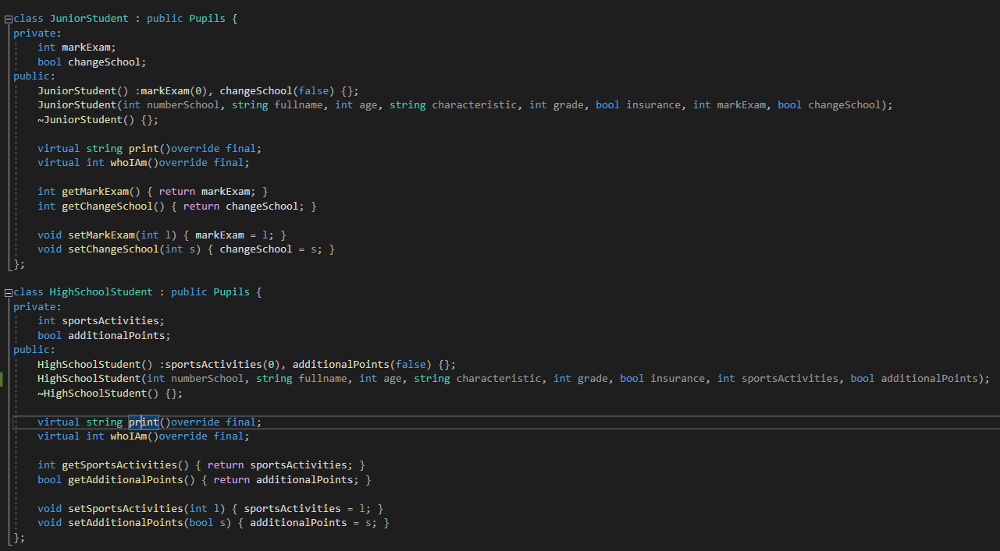 class JuniorStudent : public Pupils {
private:
    int markExam;
    bool changeSchool;
public:
    JuniorStudent() :markExam(0), changeSchool(false) {};
    JuniorStudent(int numberSchool, string fullname, int age, string characteristic, int grade, bool insurance, int markExam, bool changeSchool);
    ~JuniorStudent() {};

    virtual string print()override final;
    virtual int whoIAm()override final;

    int getMarkExam() { return markExam; }
    int getChangeSchool() { return changeSchool; }

    void setMarkExam(int l) { markExam = l; }
    void setChangeSchool(int s) { changeSchool = s; }
};

class HighSchoolStudent : public Pupils {
private:
    int sportsActivities;
    bool additionalPoints;
public:
    HighSchoolStudent() :sportsActivities(0), additionalPoints(false) {};
    HighSchoolStudent(int numberSchool, string fullname, int age, string characteristic, int grade, bool insurance, int sportsActivities, bool additionalPoints);
    ~HighSchoolStudent() {};

    virtual string print()override final;
    virtual int whoIAm()override final;

    int getSportsActivities() { return sportsActivities; }
    bool getAdditionalPoints() { return additionalPoints; }

    void setSportsActivities(int l) { sportsActivities = l; }
    void setAdditionalPoints(bool s) { additionalPoints = s; }
};